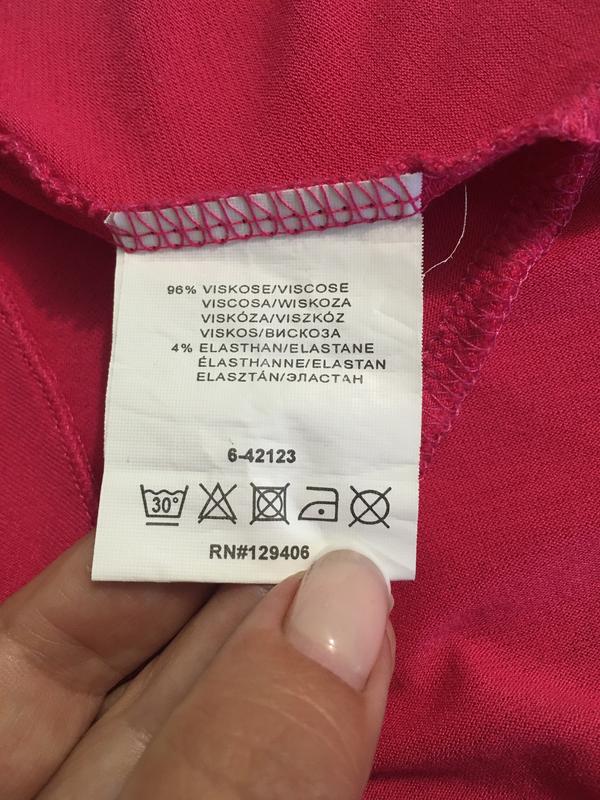 96% VISKOSE/VISCOSE
VISCOSA/WISKOZA
VISKÓZA/VISZKÓZ
VISKOS/ВИСКОЗА
4% ELASTHAN/ELASTANE
ÉLASTHANNE/ELASTAN
ELASZTÁN/ЭЛАСТАН
6-42123
30°
RN#129406